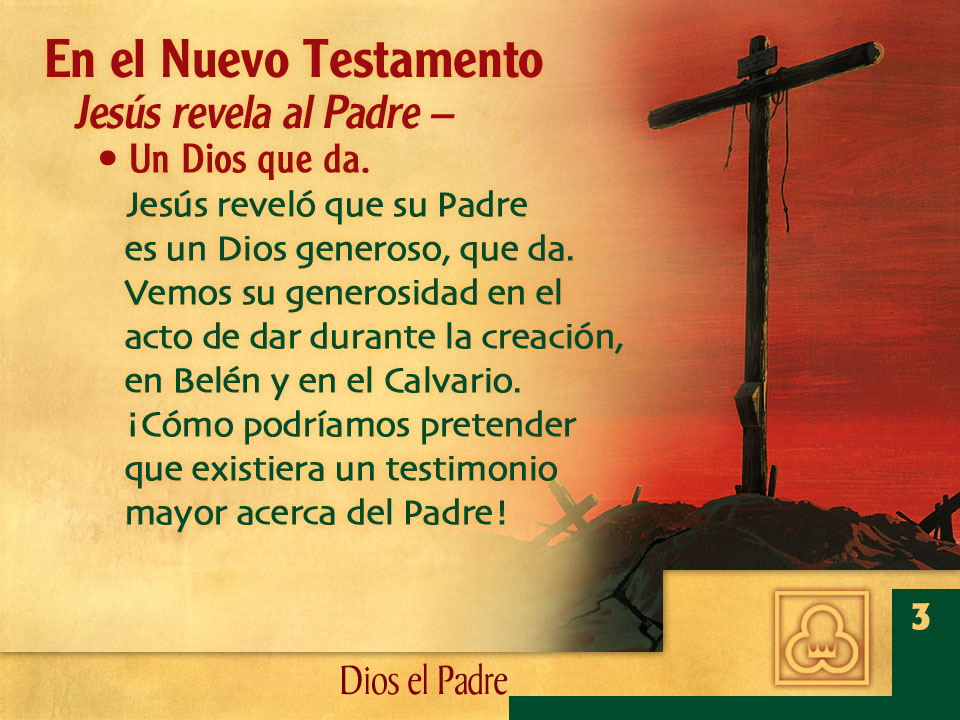 En el Nuevo Testamento
Jesús revela al Padre –
• Un Dios que da.
Jesús reveló que su Padre
es un Dios generoso, que da.
Vemos su generosidad en el
acto de dar durante la creación,
en Belén y en el Calvario.
¡Cómo podríamos pretender
que existiera un testimonio
mayor acerca del Padre!
3
Dios el Padre